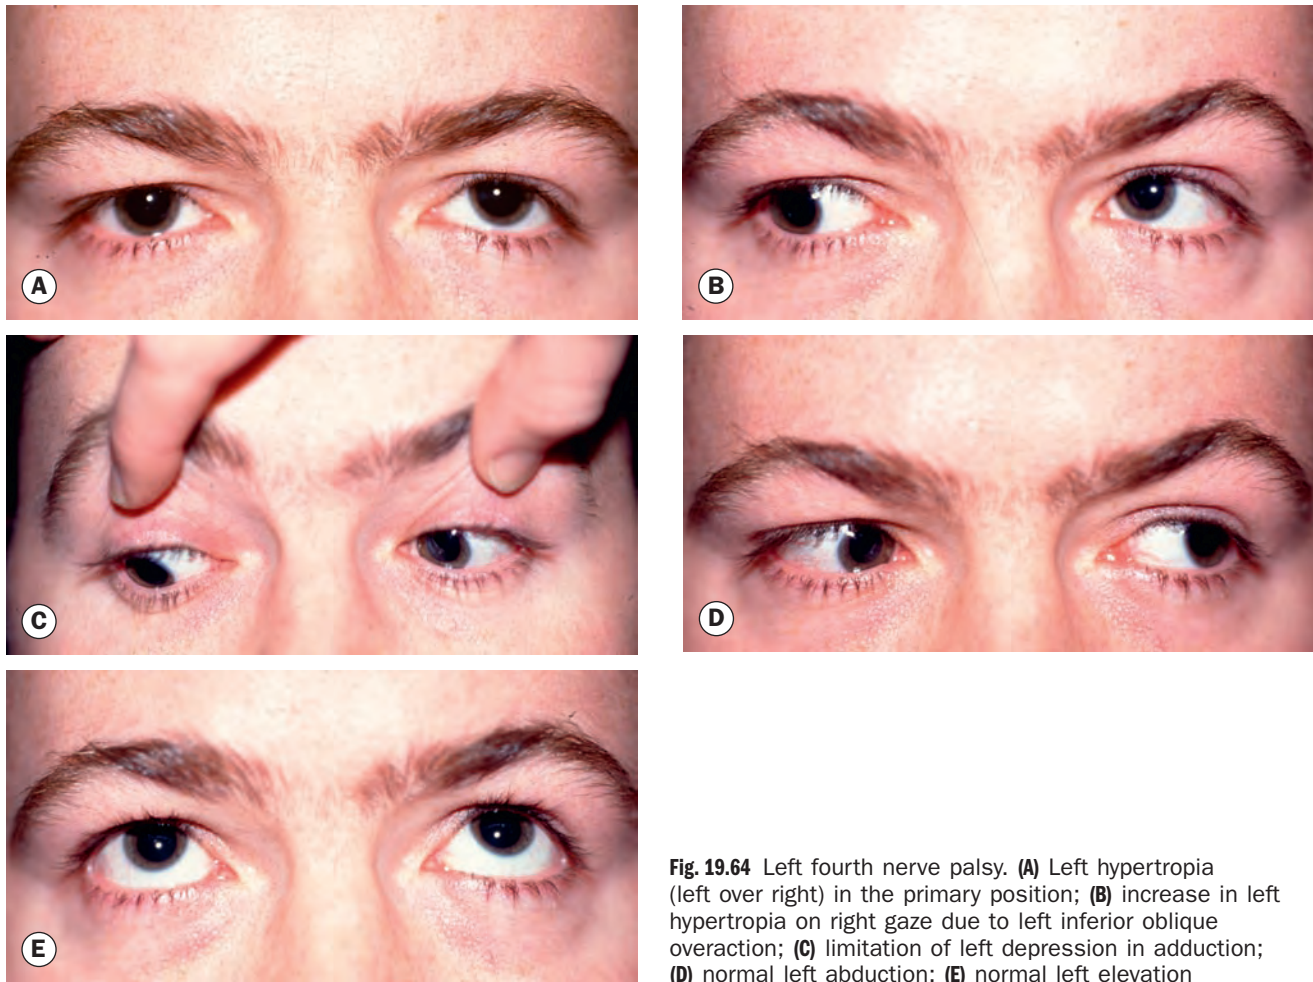 A
B
C
D
E
Fig. 19.64 Left fourth nerve palsy. (A) Left hypertropia
(left over right) in the primary position; (B) increase in left
hypertropia on right gaze due to left inferior oblique
overaction; (C) limitation of left depression in adduction;
(D) normal left abduction; (E) normal left elevation